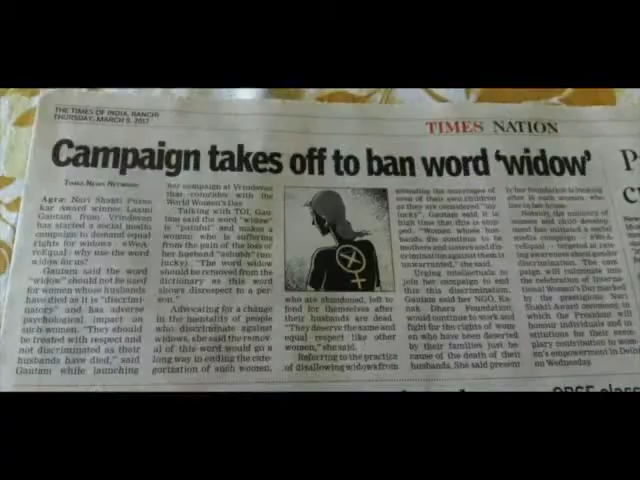 THE TIMES OF INDIA, RANCHI
THURSDAY, MARCH 9, 2017
TIMES NATION
Campaign takes off to ban word 'widow'
TIMES NEWS NETWORK
Agra: Nari Shakti Puras
kar Award winner Laxmi
Gautam from Vrindavan
has started a social media
campaign to demand equal
rights for widows - #WeA
reEqual: why use the word
widow for us?
Gautam said the word
"widow" should not be used
for women whose husbands
have died as it is "discrimi-
natory" and has adverse
psychological impact on
such women. "They should
be treated with respect and
not discriminated as their
husbands have died," said
Gautam while launching
her campaign at Vrindavan
that coincides with the
World Women's Day
Talking with TOI, Gau-
tam said the word "widow"
is "painful" and makes a
woman who is suffering
from the pain of the loss of
her husband "ashubh" (un-
lucky). "The word widow
should be removed from the
dictionary as this word
shows disrespect to a per-
son."
Advocating for a change
in the mentality of people
who discriminate against
widows, she said the remov-
al of this word would go a
long way in ending the cate-
gorization of such women,
who are abandoned, left to
fend for themselves after
their husbands are dead.
"They deserve the same and
equal respect like other
women," she said.
Referring to the practice
of disallowing widows from
attending the marriages of
even of their own children
as they are considered "un
lucky", Gautam said it is
high time that this is stop-
ped. "Women whose hus-
bands die continue to be
mothers and sisters and dis-
crimination against them is
unwarranted," she said.
Urging intellectuals to
join her campaign to end
this discrimination,
Gautam said her NGO, Ka-
nak Dhara Foundation
would continue to work and
fight for the rights of wom-
en who have been deserted
by their families just be-
cause of the death of their
husbands. She said present
ly her foundation is looking
after such women who
Notably, the ministry of
women and child develop-
ment has initiated a social
media campaign - #We
reEqual - targeted at rais-
ing awareness about gender
discrimination. The cam-
paign will culminate into
the celebration of Interna-
tional Women's Day marked
by the prestigious Nari
Shakti Award ceremony, in
which the President will
honour individuals and in
stitutions for their exem-
plary contribution to wom-
en's empowerment in Delhi
on Wednesday.